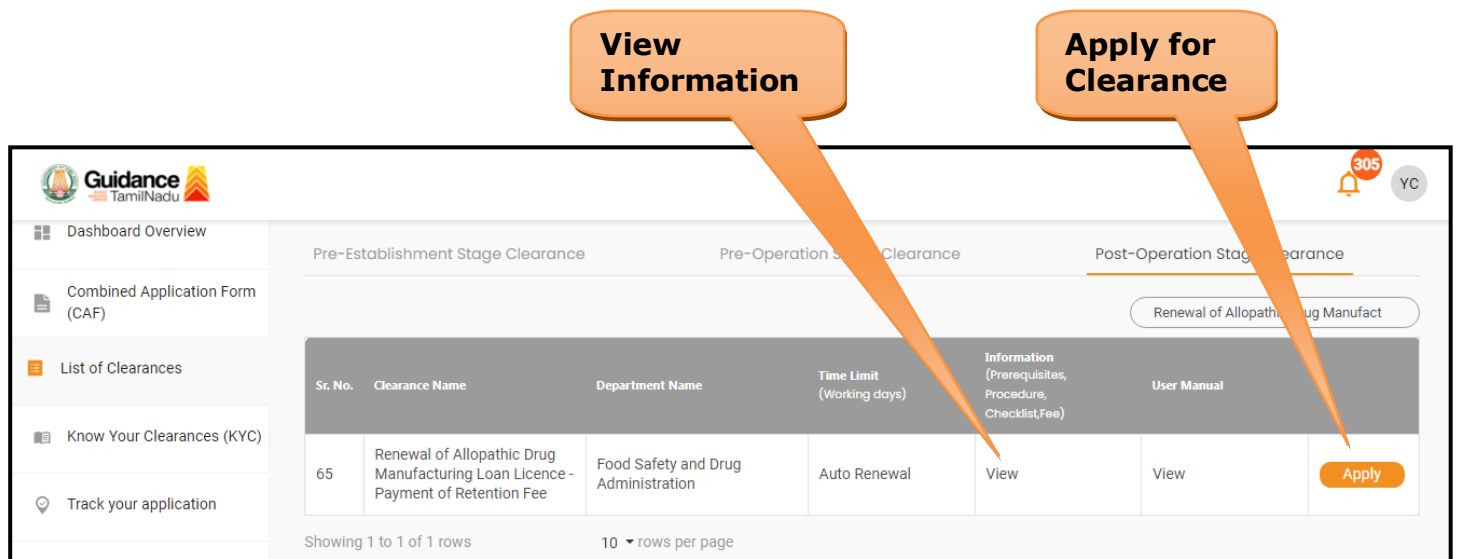 View
Information
Apply for
Clearance
Guidance
TamilNadu
305
YC
Dashboard Overview
Combined Application Form
(CAF)
List of Clearances
Know Your Clearances (KYC)
Track your application
Pre-Establishment Stage Clearance
Pre-Operation S Clearance
Post-Operation Stag earance
Renewal of Allopathi ug Manufact
Sr. No.
Clearance Name
Department Name
Time Limit
(Working days)
Information
(Prerequisites,
Procedure,
Checklist,Fee)
User Manual
65
Renewal of Allopathic Drug
Manufacturing Loan Licence -
Payment of Retention Fee
Food Safety and Drug
Administration
Auto Renewal
View
View
Apply
Showing 1 to 1 of 1 rows
10 rows per page